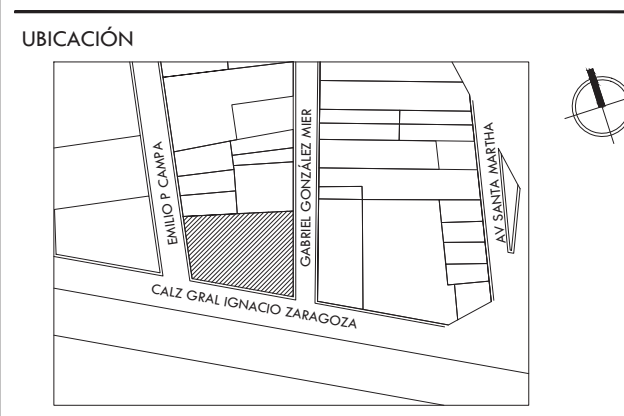 UBICACIÓN
EMILIO P CAMPA
GABRIEL GONZÁLEZ MIER
AV SANTA MARTHA
CALZ GRAL IGNACIO ZARAGOZA